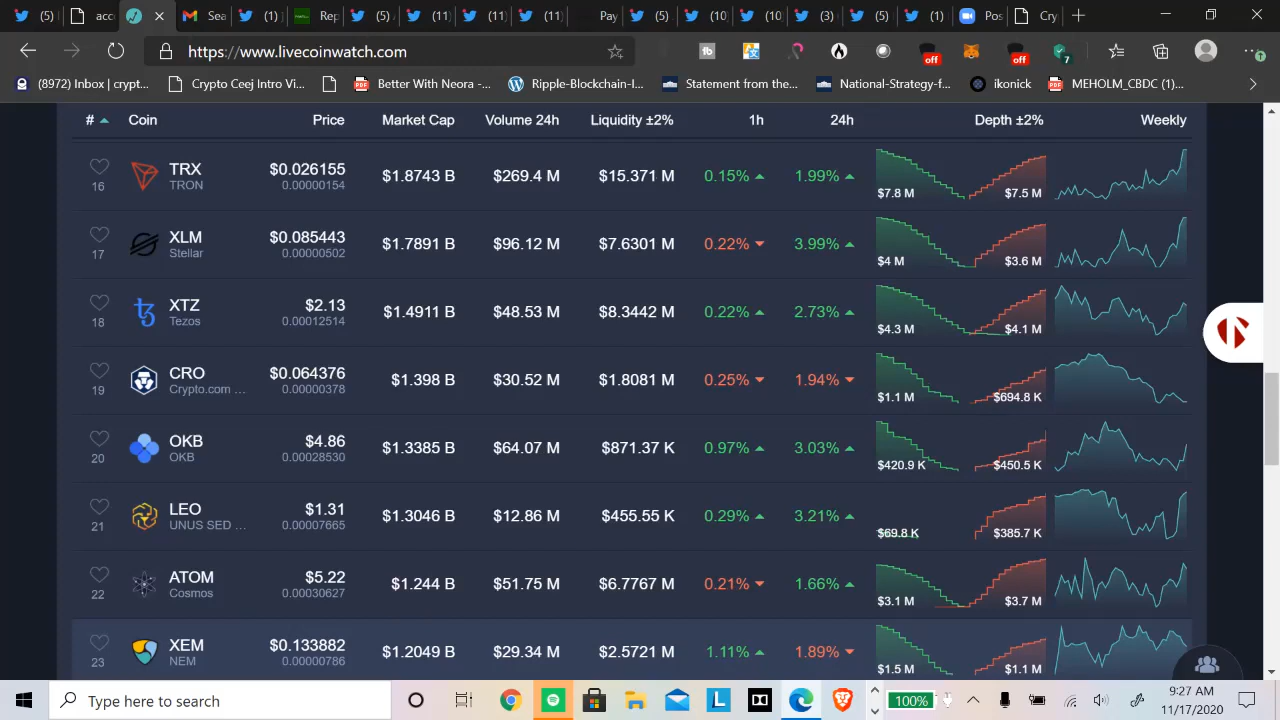 (5)
acc
Sea
(1)
Rep
(5)
(11)
(11)
(11)
Pay
(5)
(10
(10
(3)
(5)
(1)
Pos
Cry
https://www.livecoinwatch.com
off
off
7
(8972) Inbox | crypt...
Crypto Ceej Intro Vi...
Better With Neora -...
Ripple-Blockchain-I...
Statement from the...
National-Strategy-f...
ikonick
MEHOLM_CBDC (1)...
# Coin Price Market Cap Volume 24h Liquidity ±2% 1h 24h Depth ±2% Weekly
TRX $0.026155 $1.8743 B $269.4 M $15.371 M 0.15% 1.99%
16 TRON 0.00000154 $7.8 M $7.5 M
XLM $0.085443 $1.7891 B $96.12 M $7.6301 M 0.22% 3.99%
17 Stellar 0.00000502 $4 M $3.6 M
XTZ $2.13 $1.4911 B $48.53 M $8.3442 M 0.22% 2.73%
18 Tezos 0.00012514 $4.3 M $4.1 M
CRO $0.064376 $1.398 B $30.52 M $1.8081 M 0.25% 1.94%
19 Crypto.com ... 0.00000378 $1.1 M $694.8 K
OKB $4.86 $1.3385 B $64.07 M $871.37 K 0.97% 3.03%
20 OKB 0.00028530 $420.9 K $450.5 K
LEO $1.31 $1.3046 B $12.86 M $455.55 K 0.29% 3.21%
21 UNUS SED ... 0.00007665 $69.8 K $385.7 K
ATOM $5.22 $1.244 B $51.75 M $6.7767 M 0.21% 1.66%
22 Cosmos 0.00030627 $3.1 M $3.7 M
XEM $0.133882 $1.2049 B $29.34 M $2.5721 M 1.11% 1.89%
23 NEM 0.00000786 $1.5 M $1.1 M
Type here to search
100%
9:27 AM
11/17/2020